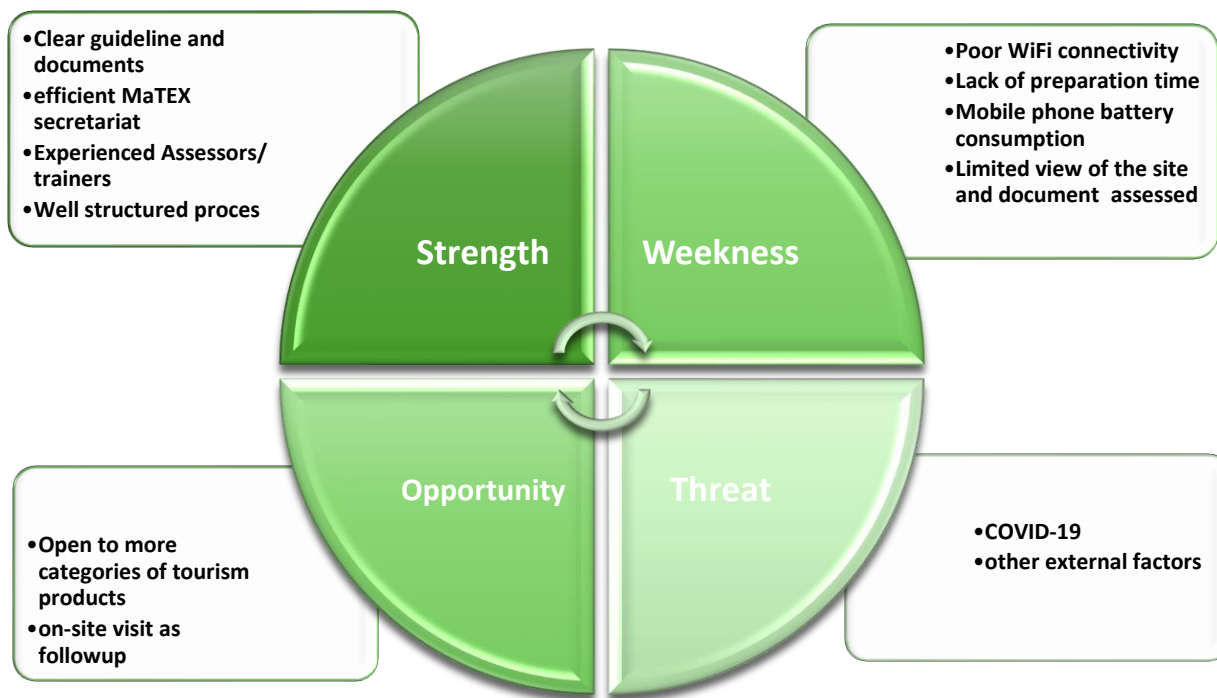 •Clear guideline and
documents
•efficient MaTEX
secretariat
•Experienced Assessors/
trainers
•Well structured proces
•Poor WiFi connectivity
•Lack of preparation time
•Mobile phone battery
consumption
•Limited view of the site
and document assessed
Strength
Weekness
Opportunity
Threat
•Open to more
categories of tourism
products
•on-site visit as
followup
•COVID-19
•other external factors